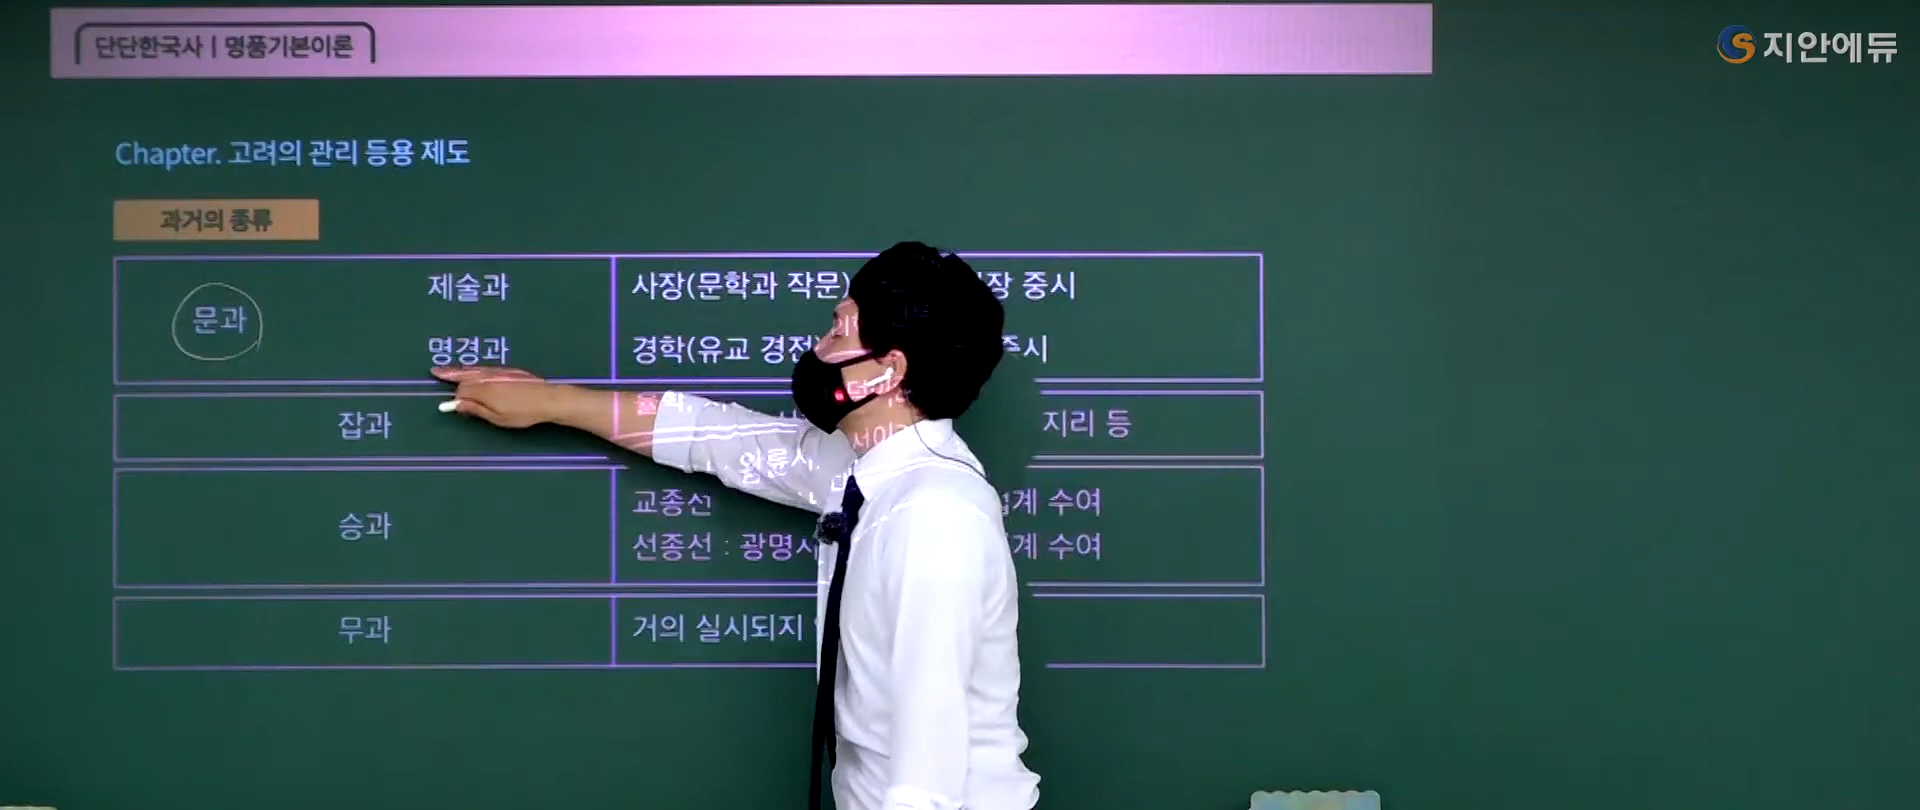 단단한국사 | 명품기본이론
지안에듀
Chapter. 고려의 관리 등용 제도
과거의 종류
문과
제술과
사장(문학과 작문) 중시
명경과
경학(유교 경전
잡과
지리 등
승과
교종선 수여
선종선 : 광명사 수여
무과
거의 실시되지